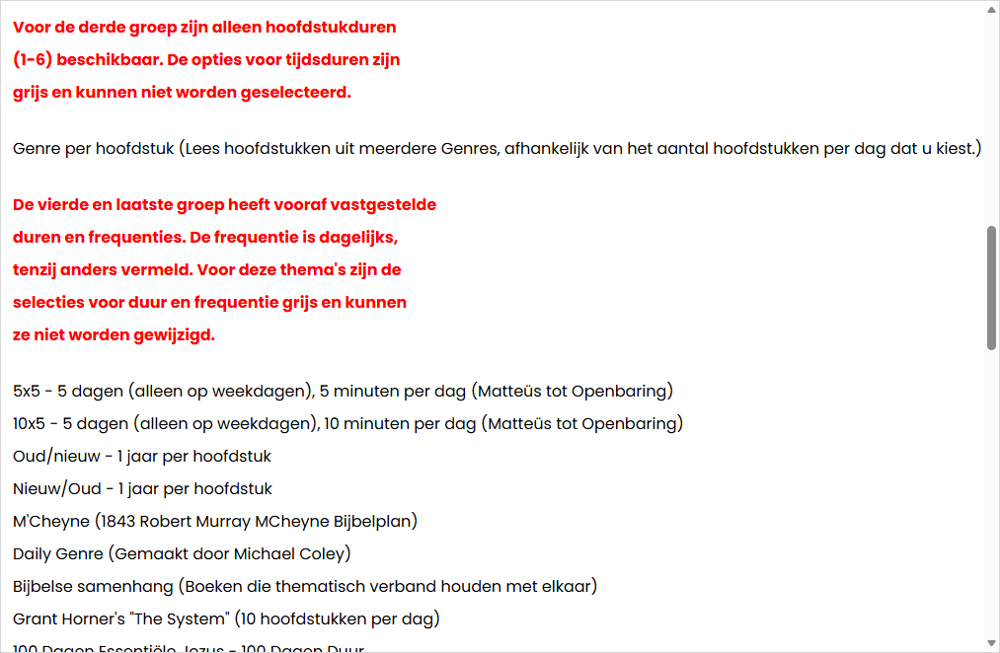 Voor de derde groep zijn alleen hoofdstukduren
(1-6) beschikbaar. De opties voor tijdsduren zijn
grijs en kunnen niet worden geselecteerd.
Genre per hoofdstuk (Lees hoofdstukken uit meerdere Genres, afhankelijk van het aantal hoofdstukken per dag dat u kiest.)
De vierde en laatste groep heeft vooraf vastgestelde
duren en frequenties. De frequentie is dagelijks,
tenzij anders vermeld. Voor deze thema's zijn de
selecties voor duur en frequentie grijs en kunnen
ze niet worden gewijzigd.
5x5 - 5 dagen (alleen op weekdagen), 5 minuten per dag (Matteüs tot Openbaring)
10x5 - 5 dagen (alleen op weekdagen), 10 minuten per dag (Matteüs tot Openbaring)
Oud/nieuw - 1 jaar per hoofdstuk
Nieuw/Oud - 1 jaar per hoofdstuk
M'Cheyne (1843 Robert Murray MCheyne Bijbelplan)
Daily Genre (Gemaakt door Michael Coley)
Bijbelse samenhang (Boeken die thematisch verband houden met elkaar)
Grant Horner's "The System" (10 hoofdstukken per dag)
100 Dagen Essentiële Jezus - 100 Dagen Duur